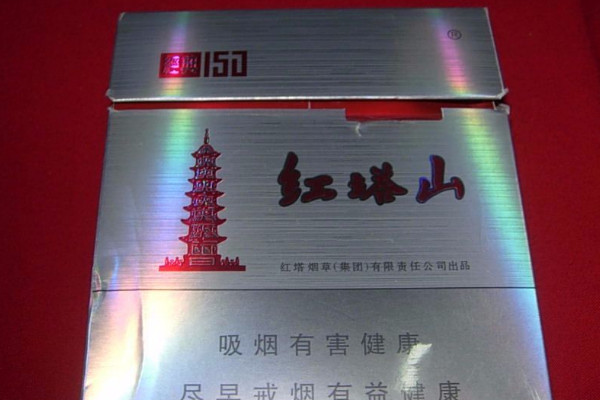 150
®
红塔山
红塔烟草(集团)有限责任公司出品
吸烟有害健康
尽早戒烟有益健康